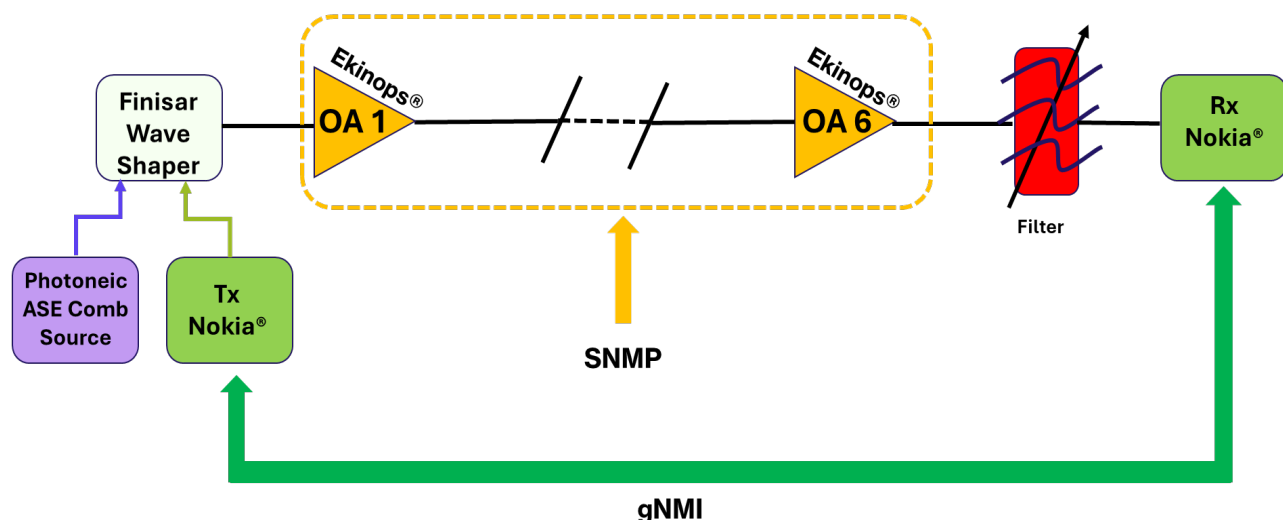 Finisar
Wave
Shaper
Ekinops®
OA 1
Ekinops®
OA 6
Rx
Nokia®
Filter
Photoneic
ASE Comb
Source
Tx
Nokia®
SNMP
gNMI